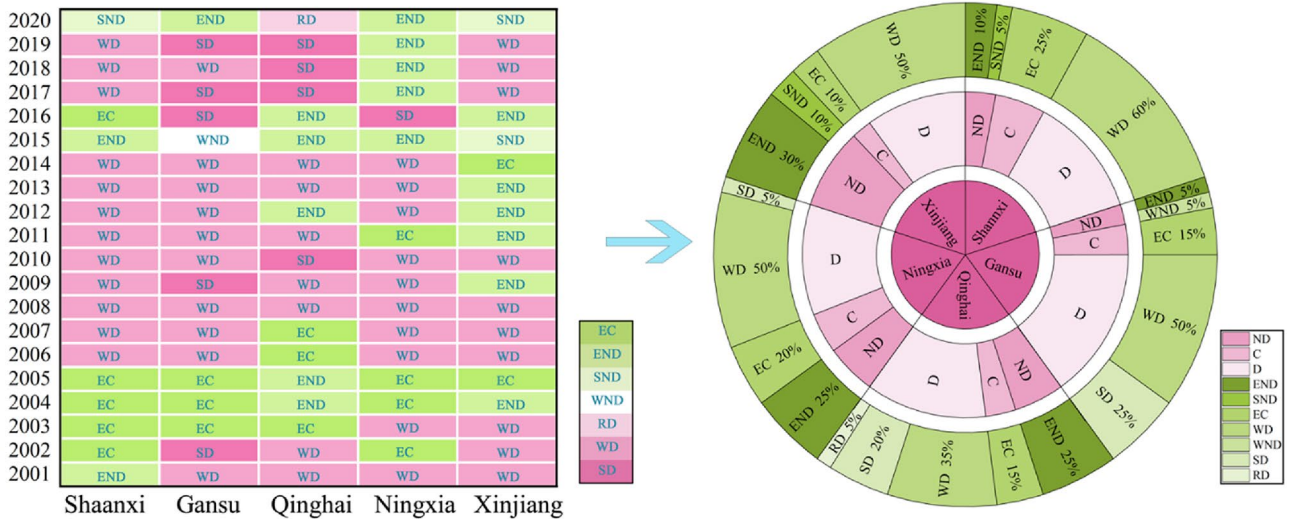 2020 SND END RD END SND
2019 WD SD SD END WD
2018 WD WD SD END WD
2017 WD SD SD END WD
2016 EC SD END SD END
2015 END WND END END SND
2014 WD WD WD WD EC
2013 WD WD WD WD END
2012 WD WD END WD END
2011 WD WD WD EC END
2010 WD WD SD WD WD
2009 WD SD WD WD END
2008 WD WD WD WD WD
2007 WD WD EC WD WD
2006 WD WD EC WD WD
2005 EC EC END EC EC
2004 EC EC END EC END
2003 EC EC EC WD WD
2002 EC SD WD EC WD
2001 END WD WD WD WD
Shaanxi Gansu Qinghai Ningxia Xinjiang
EC
END
SND
WND
RD
WD
SD
END 10%
SND 5%
EC 25%
WD 60%
END 5%
WND 5%
EC 15%
WD 50%
SD 25%
END 25%
EC 15%
WD 35%
SD 20%
RD 5%
END 25%
EC 20%
WD 50%
SD 5%
END 30%
SND 10%
EC 10%
WD 50%
ND
C
D
ND
C
D
ND
C
D
ND
C
D
ND
C
D
Shannxi
Gansu
Qinghai
Ningxia
Xinjiang
ND
C
D
END
SND
EC
WD
WND
SD
RD